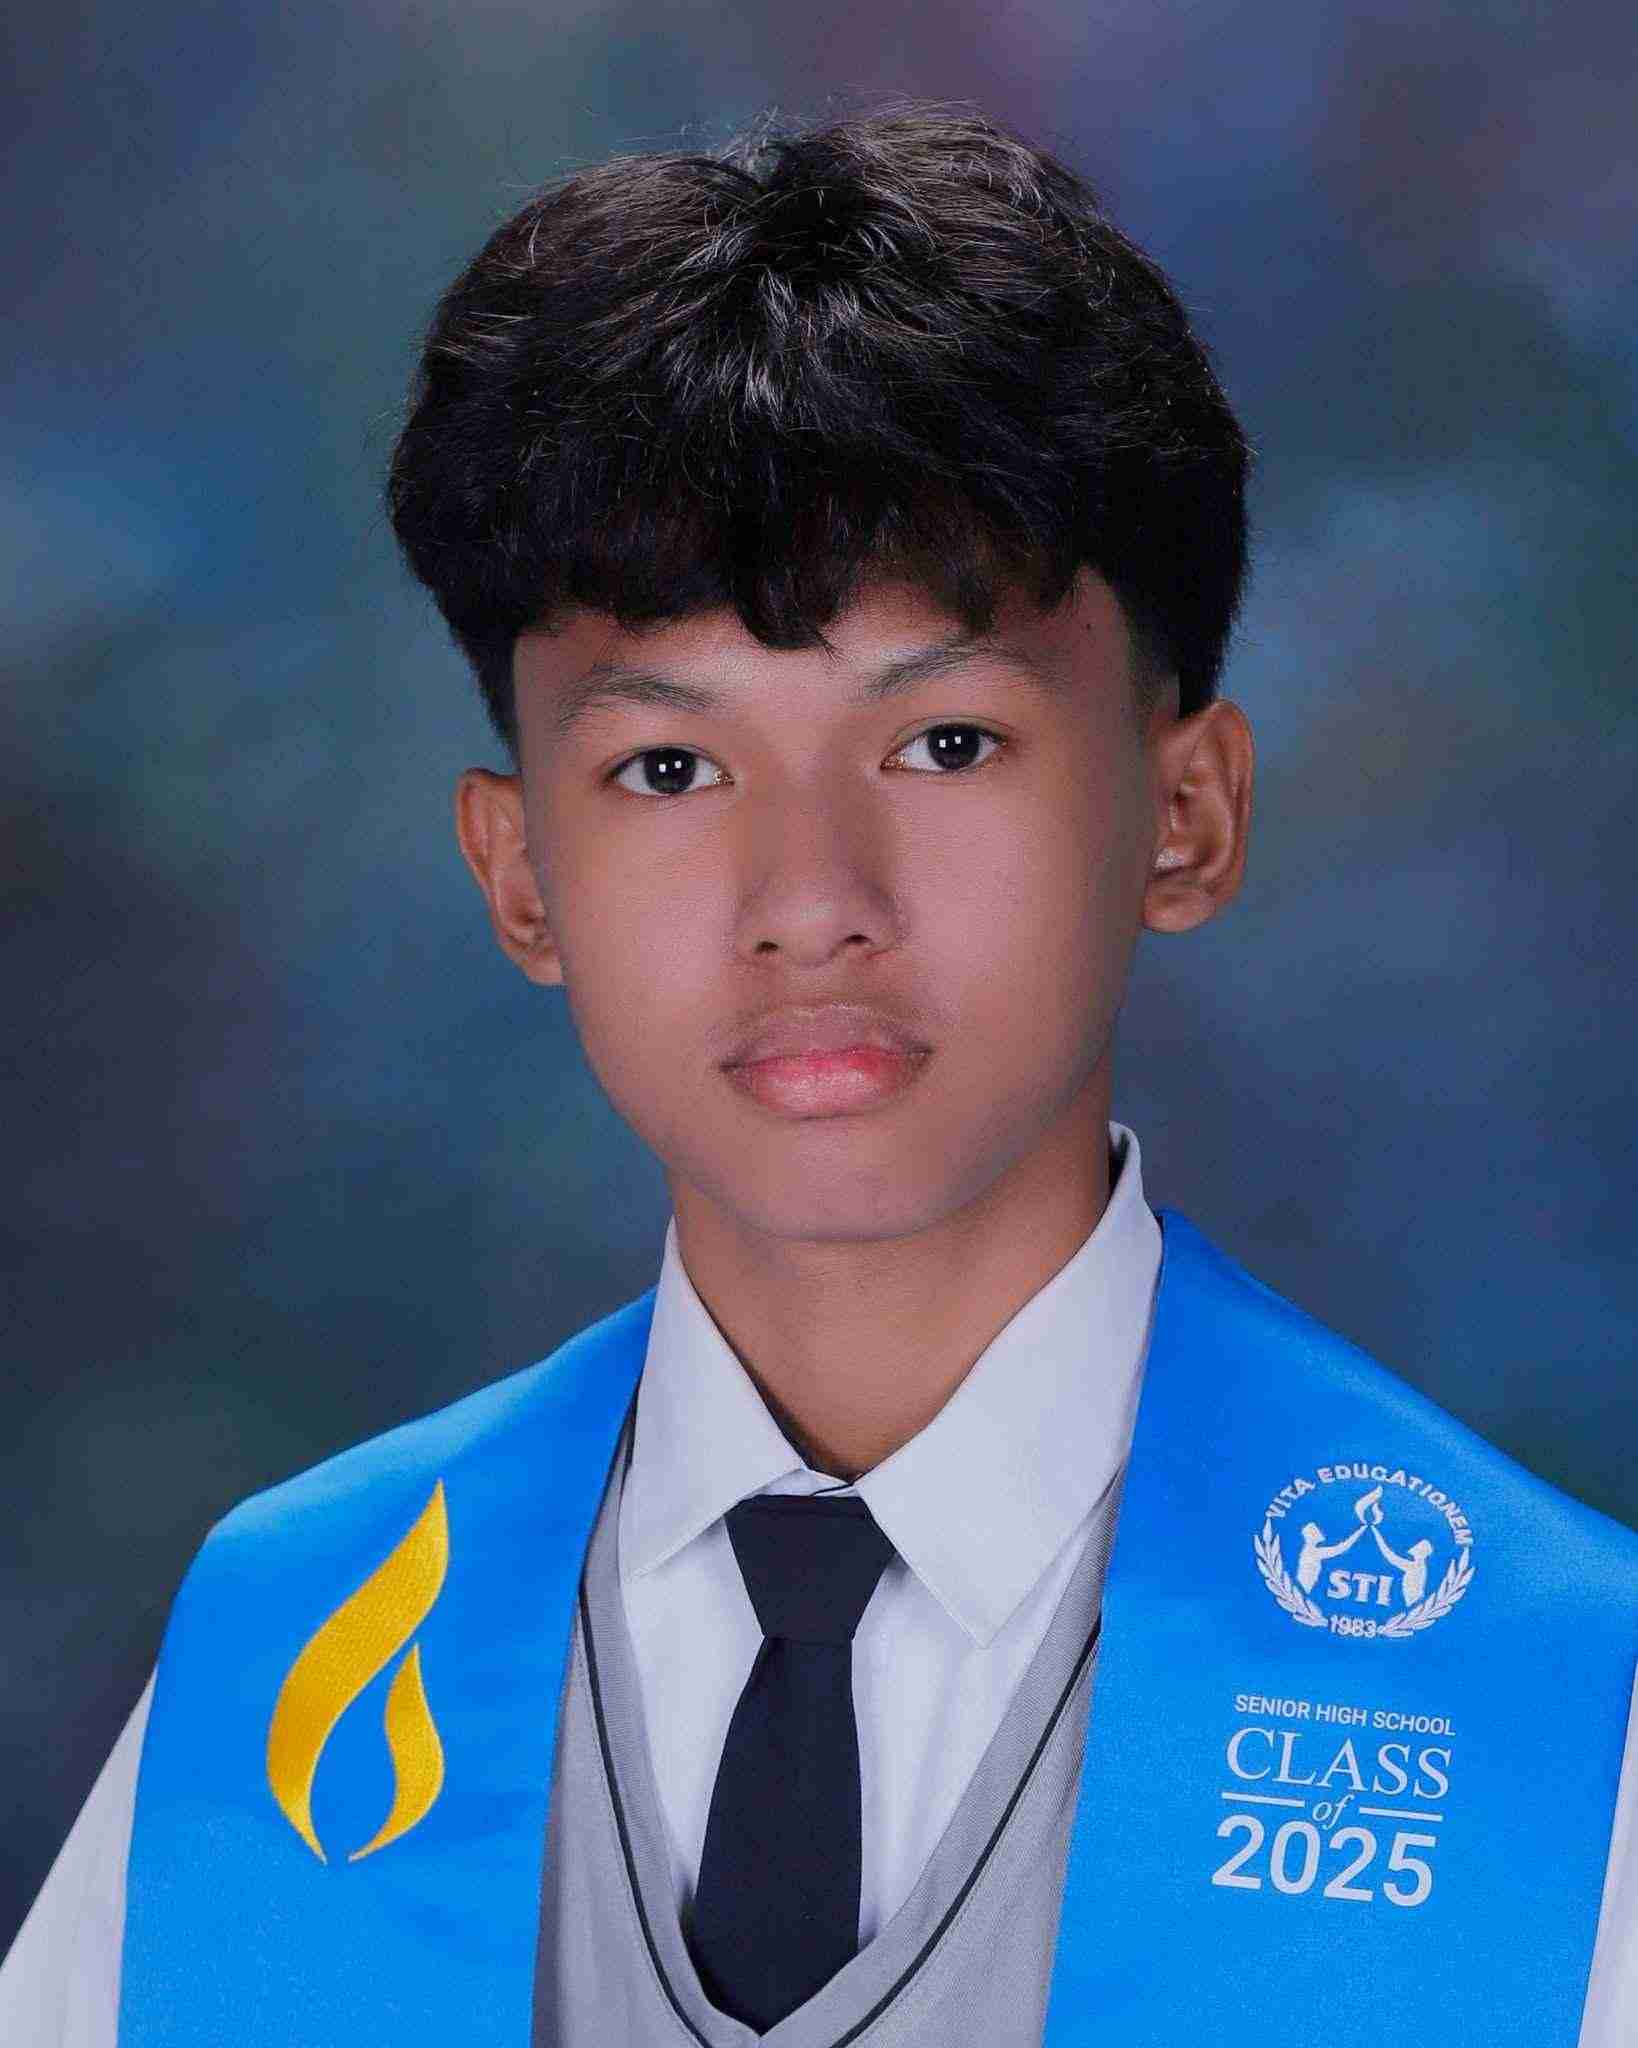 VITA EDUCATIONEM
STI
1983
SENIOR HIGH SCHOOL
CLASS
of
2025